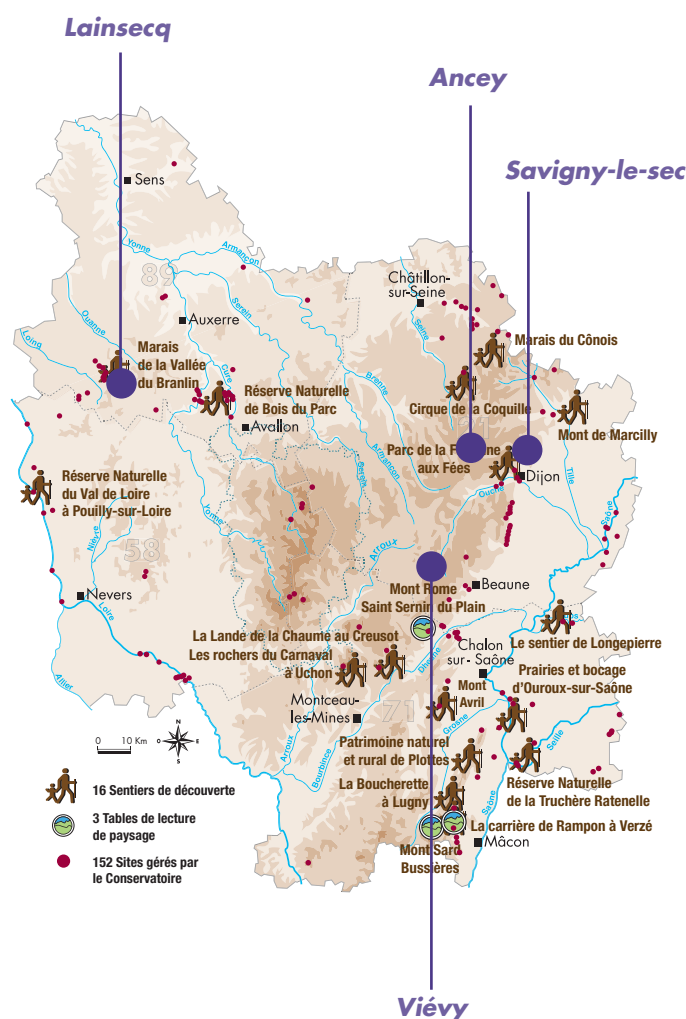 Lainsecq
Ancey
Savigny-le-sec
Sens
Yonne
Armançon
89
Serein
Châtillon-
sur-Seine
Ouanne
Loing
Auxerre
Seine
Brenne
Marais
de la Vallée
du Branlin
Cure
Marais du Cônois
Réserve Naturelle
de Bois du Parc
Cirque de la Coquille
Avallon
Mont de Marcilly
Parc de la F
ne
aux Fées
Armançon
Serein
Réserve Naturelle
du Val de Loire
à Pouilly-sur-Loire
Dijon
Tille
Ouche
Yonne
Saône
Nièvre
58
Arroux
Nevers
Loire
Beaune
Mont Rome
Saint Sernin du Plain
La Lande de la Chaume au Creusot
Les rochers du Carnaval
à Uchon
Dheune
Le sentier de Longepierre
Chalon
sur-Saône
Prairies et bocage
d'Ouroux-sur-Saône
Allier
Montceau
les-Mines
71
Mont
Avril
Grosne
Seille
N
E
S
O
0 10 Km
Arroux
Bourbince
Patrimoine naturel
et rural de Plottes
Réserve Naturelle
de la Truchère Ratenelle
La Boucherette
à Lugny
Saône
16 Sentiers de découverte
3 Tables de lecture
de paysage
La carrière de Rampon à Verzé
Mâcon
Mont Sard
Bussières
152 Sites gérés par
le Conservatoire
Viévy